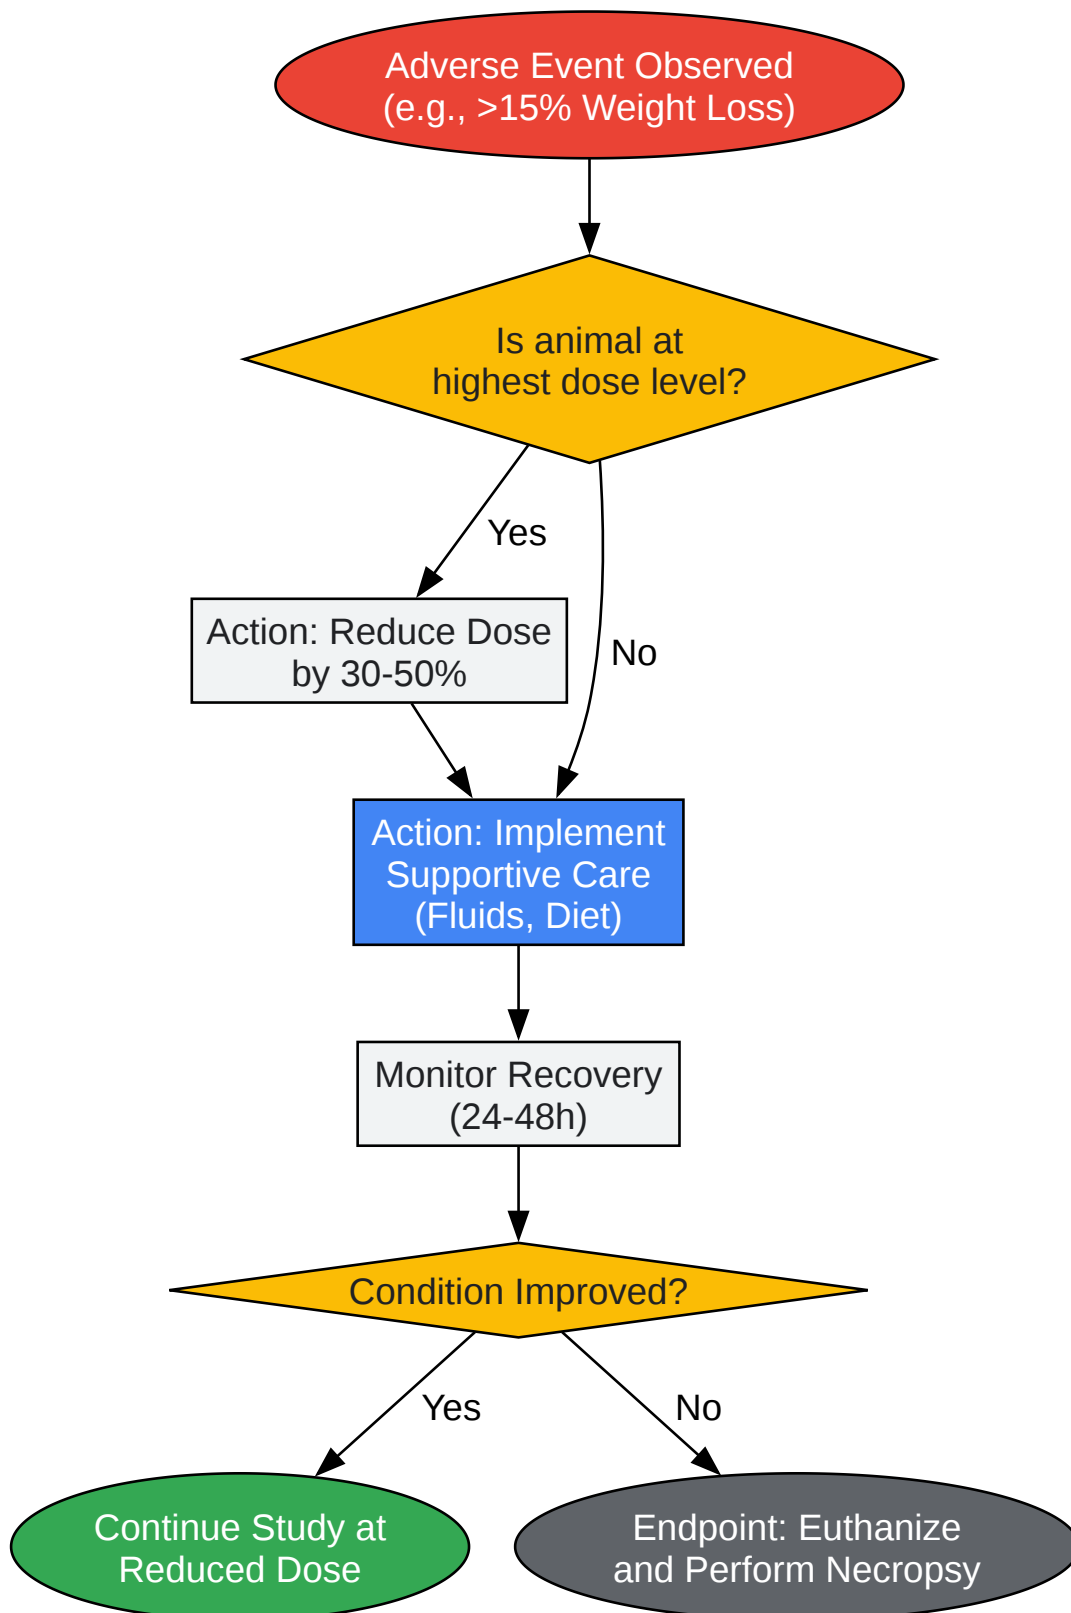 Adverse Event Observed
(e.g., >15% Weight Loss)
Is animal at
highest dose level?
Yes
Action: Reduce Dose
by 30-50%
No
Action: Implement
Supportive Care
(Fluids, Diet)
Monitor Recovery
(24-48h)
Condition Improved?
Yes
No
Continue Study at
Reduced Dose
Endpoint: Euthanize
and Perform Necropsy